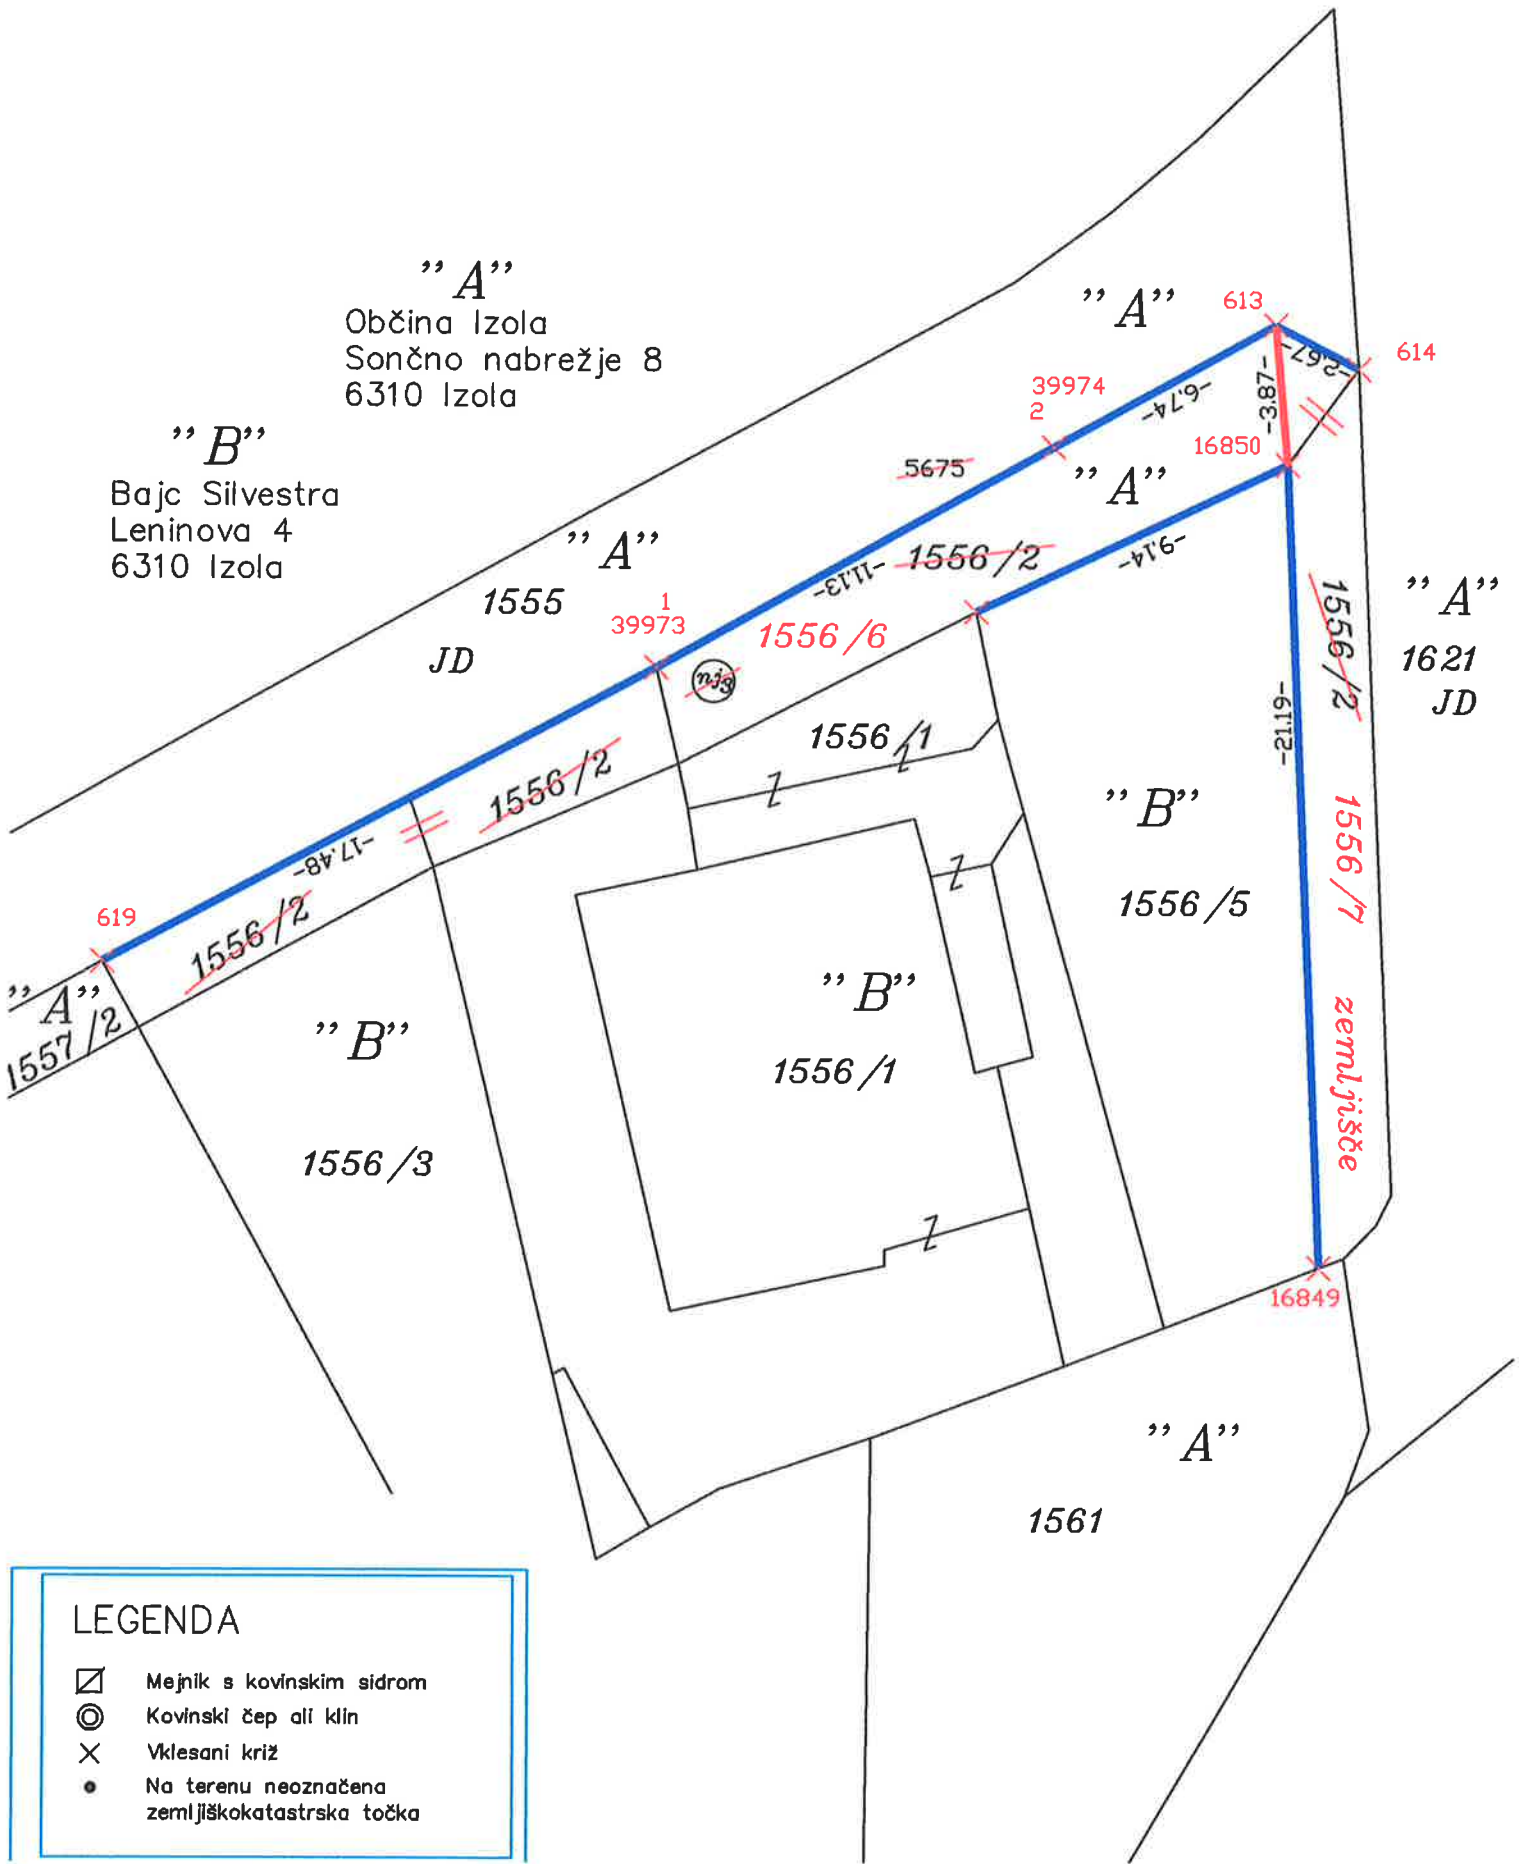 "A"
Občina Izola
Sončno nabrežje 8
6310 Izola
"B"
Bajc Silvestra
Leninova 4
6310 Izola
"A"
613
614
-2.67-
-3.87-
39974
2
-6.74-
16850
5675
"A"
"A"
1556/2
-9.14-
-11.13-
1555
1
39973
1556/6
JD
njg
1556/2
"A"
1621
JD
1556/1
-21.19-
1556/2
1556/7
zemljišče
"B"
1556/5
-17.48-
619
1556/2
"A"
1557/2
"B"
1556/3
"B"
1556/1
16849
"A"
1561
LEGENDA
Mejnik s kovinskim sidrom
Kovinski čep ali klin
Vklesani križ
Na terenu neoznačena
zemljiškokatastrska točka